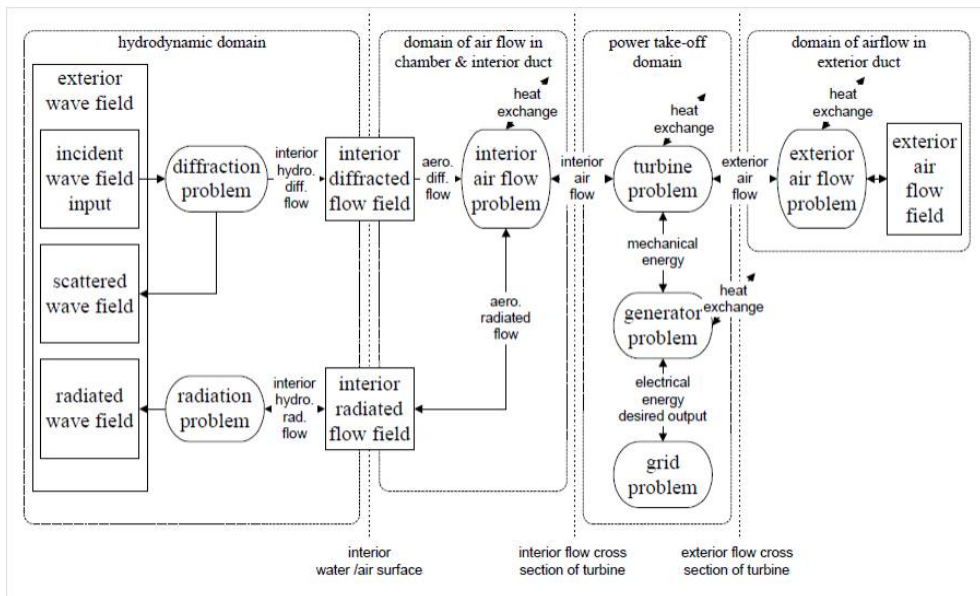 hydrodynamic domain
exterior
wave field
incident
wave field
input
diffraction
problem
interior
hydro.
diff.
flow
interior
diffracted
flow field
scattered
wave field
radiated
wave field
radiation
problem
interior
hydro.
rad.
flow
interior
radiated
flow field
domain of air flow in
chamber & interior duct
heat
exchange
aero.
diff.
flow
interior
air flow
problem
interior
air
flow
aero.
radiated
flow
power take-off
domain
heat
exchange
turbine
problem
exterior
air
flow
mechanical
energy
generator
problem
heat
exchange
electrical
energy
desired output
grid
problem
domain of airflow in
exterior duct
heat
exchange
exterior
air flow
problem
exterior
air
flow
field
interior
water /air surface
interior flow cross
section of turbine
exterior flow cross
section of turbine